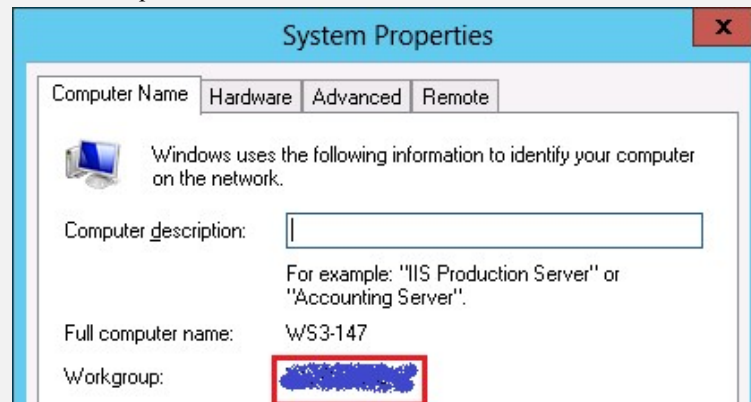 System Properties
x
Computer Name Hardware Advanced Remote
Windows uses the following information to identify your computer
on the network.
Computer description:
For example: "IIS Production Server" or
"Accounting Server".
Full computer name: WS3-147
Workgroup: